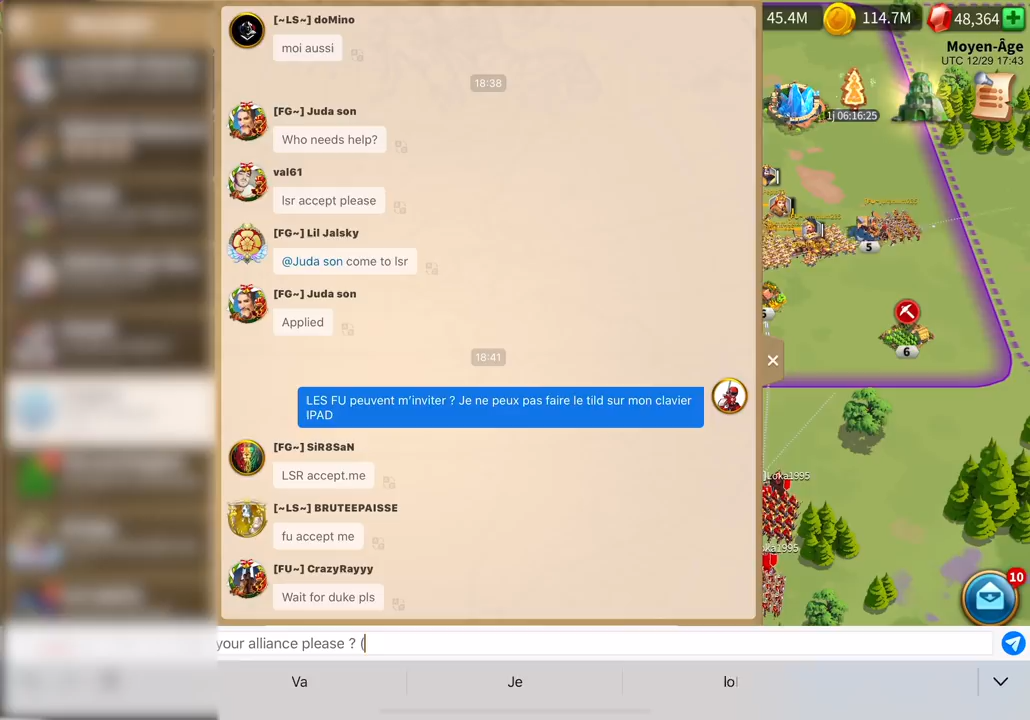 [~LS~] doMino
moi aussi
18:38
[FG~] Juda son
Who needs help?
val61
lsr accept please
[FG~] Lil Jalsky
@Juda son come to lsr
[FG~] Juda son
Applied
18:41
LES FU peuvent m’inviter ? Je ne peux pas faire le tild sur mon clavier
IPAD
[FG~] SiR8SaN
LSR accept.me
[~LS~] BRUTEEPAISSE
fu accept me
[FU~] CrazyRayyy
Wait for duke pls
your alliance please ? (
Va
Je
lol
45.4M
114.7M
48,364
Moyen-Âge
UTC 12/29 17:43
1j 06:16:25
5
6
Loka1995
10